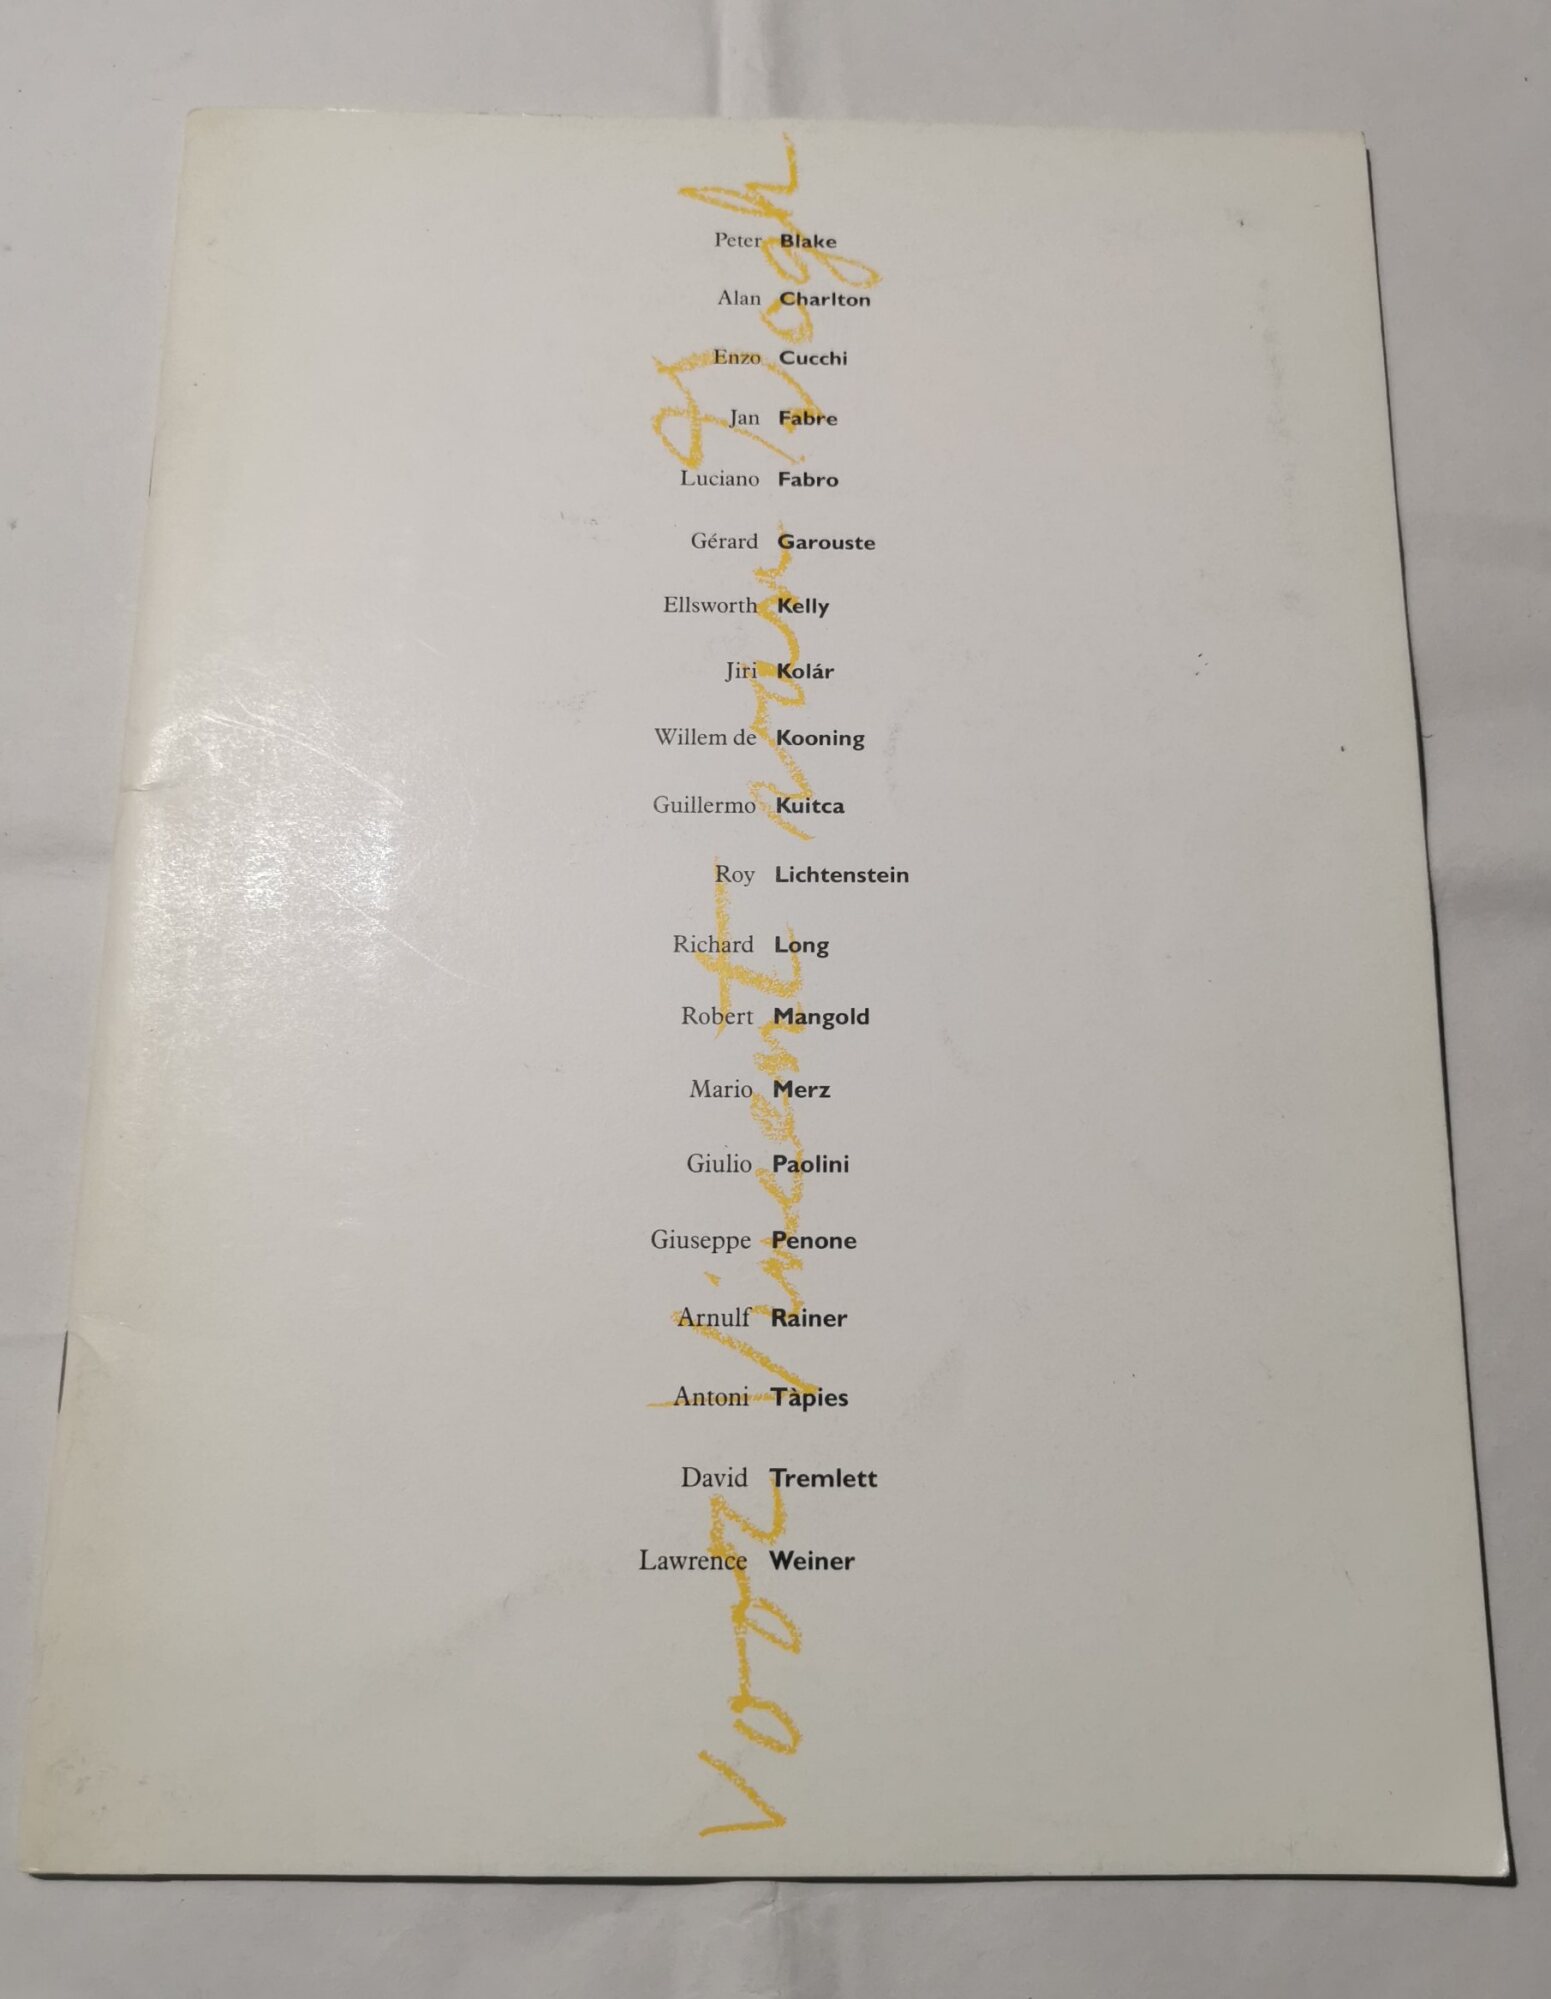 Peter Blake
Alan Charlton
Enzo Cucchi
Jan Fabre
Luciano Fabro
Gérard Garouste
Ellsworth Kelly
Jiri Kolár
Willem de Kooning
Guillermo Kuitca
Roy Lichtenstein
Richard Long
Robert Mangold
Mario Merz
Giulio Paolini
Giuseppe Penone
Arnulf Rainer
Antoni Tàpies
David Tremlett
Lawrence Weiner
voor Vincent van Gogh